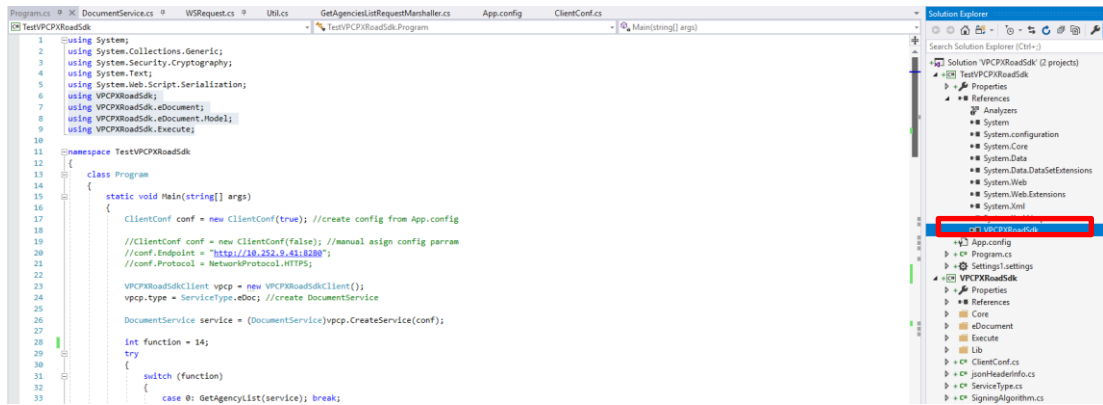 Program.cs DocumentService.cs WSRequest.cs Util.cs GetAgenciesListRequestMarshaller.cs App.config ClientConf.cs
TestVPCPXRoadSdk TestVPCPXRoadSdk.Program Main(string[] args)
1 using System;
2 using System.Collections.Generic;
3 using System.Security.Cryptography;
4 using System.Text;
5 using System.Web.Script.Serialization;
6 using VPCPXRoadSdk;
7 using VPCPXRoadSdk.eDocument;
8 using VPCPXRoadSdk.eDocument.Model;
9 using VPCPXRoadSdk.Execute;
10
11 namespace TestVPCPXRoadSdk
12 {
13 class Program
14 {
15 static void Main(string[] args)
16 {
17 ClientConf conf = new ClientConf(true); //create config from App.config
18
19 //ClientConf conf = new ClientConf(false); //manual asign config parram
20 //conf.Endpoint = "http://10.252.9.41:8280";
21 //conf.Protocol = NetworkProtocol.HTTPS;
22
23 VPCPXRoadSdkClient vpcp = new VPCPXRoadSdkClient();
24 vpcp.type = ServiceType.eDoc; //create DocumentService
25
26 DocumentService service = (DocumentService)vpcp.CreateService(conf);
27
28 int function = 14;
29 try
30 {
31 switch (function)
32 {
33 case 0: GetAgencyList(service); break;
Solution Explorer
Search Solution Explorer (Ctrl+;)
Solution 'VPCPXRoadSdk' (2 projects)
TestVPCPXRoadSdk
Properties
References
Analyzers
System
System.configuration
System.Core
System.Data
System.Data.DataSetExtensions
System.Web
System.Web.Extensions
System.Xml
VPCPXRoadSdk
App.config
Program.cs
Settings1.settings
VPCPXRoadSdk
Properties
References
Core
eDocument
Execute
Lib
ClientConf.cs
jsonHeaderInfo.cs
ServiceType.cs
SigningAlgorithm.cs